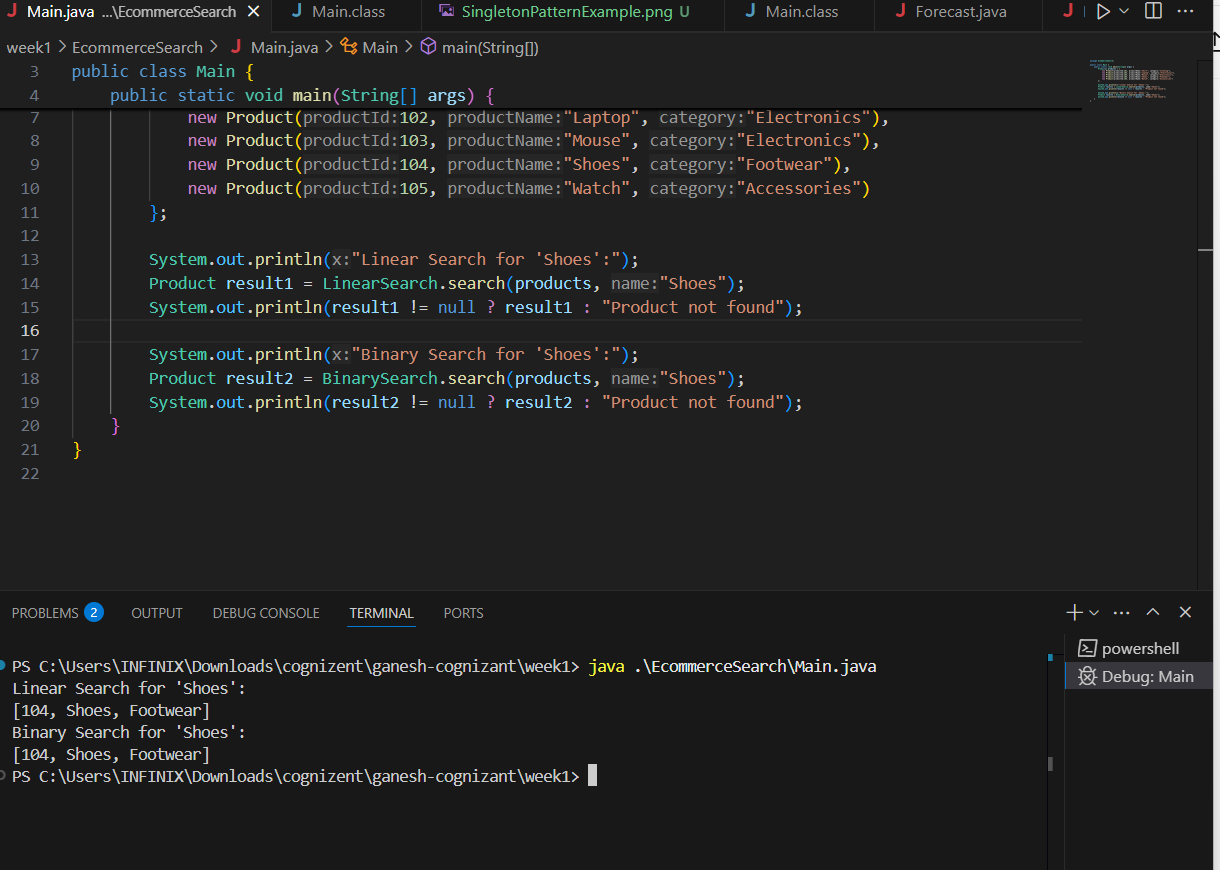 Main.java ...\EcommerceSearch Main.class SingletonPatternExample.png U Main.class Forecast.java
week1 > EcommerceSearch > Main.java > Main > main(String[])
3 public class Main {
4 public static void main(String[] args) {
7 new Product(productId:102, productName:"Laptop", category:"Electronics"),
8 new Product(productId:103, productName:"Mouse", category:"Electronics"),
9 new Product(productId:104, productName:"Shoes", category:"Footwear"),
10 new Product(productId:105, productName:"Watch", category:"Accessories")
11 };
12
13 System.out.println(x:"Linear Search for 'Shoes':");
14 Product result1 = LinearSearch.search(products, name:"Shoes");
15 System.out.println(result1 != null ? result1 : "Product not found");
16
17 System.out.println(x:"Binary Search for 'Shoes':");
18 Product result2 = BinarySearch.search(products, name:"Shoes");
19 System.out.println(result2 != null ? result2 : "Product not found");
20 }
21 }
22
PROBLEMS 2 OUTPUT DEBUG CONSOLE TERMINAL PORTS
PS C:\Users\INFINIX\Downloads\cognizent\ganesh-cognizant\week1> java .\EcommerceSearch\Main.java
Linear Search for 'Shoes':
[104, Shoes, Footwear]
Binary Search for 'Shoes':
[104, Shoes, Footwear]
PS C:\Users\INFINIX\Downloads\cognizent\ganesh-cognizant\week1>
powershell
Debug: Main